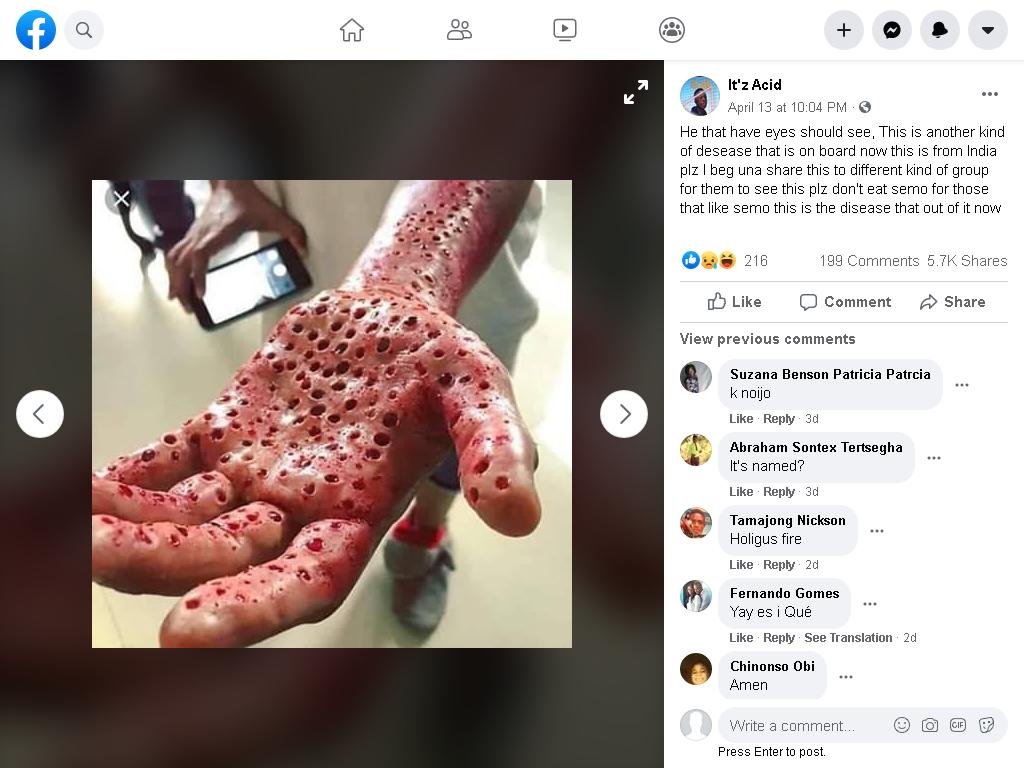 It'z Acid
April 13 at 10:04 PM ·
He that have eyes should see, This is another kind
of desease that is on board now this is from India
plz I beg una share this to different kind of group
for them to see this plz don't eat semo for those
that like semo this is the disease that out of it now
216
199 Comments 5.7K Shares
Like Comment Share
View previous comments
Suzana Benson Patricia Patrcia
k noijo
Like · Reply · 3d
Abraham Sontex Tertsegha
It's named?
Like · Reply · 3d
Tamajong Nickson
Holigus fire
Like · Reply · 2d
Fernando Gomes
Yay es i Qué
Like · Reply · See Translation · 2d
Chinonso Obi
Amen
Write a comment...
GIF
Press Enter to post.